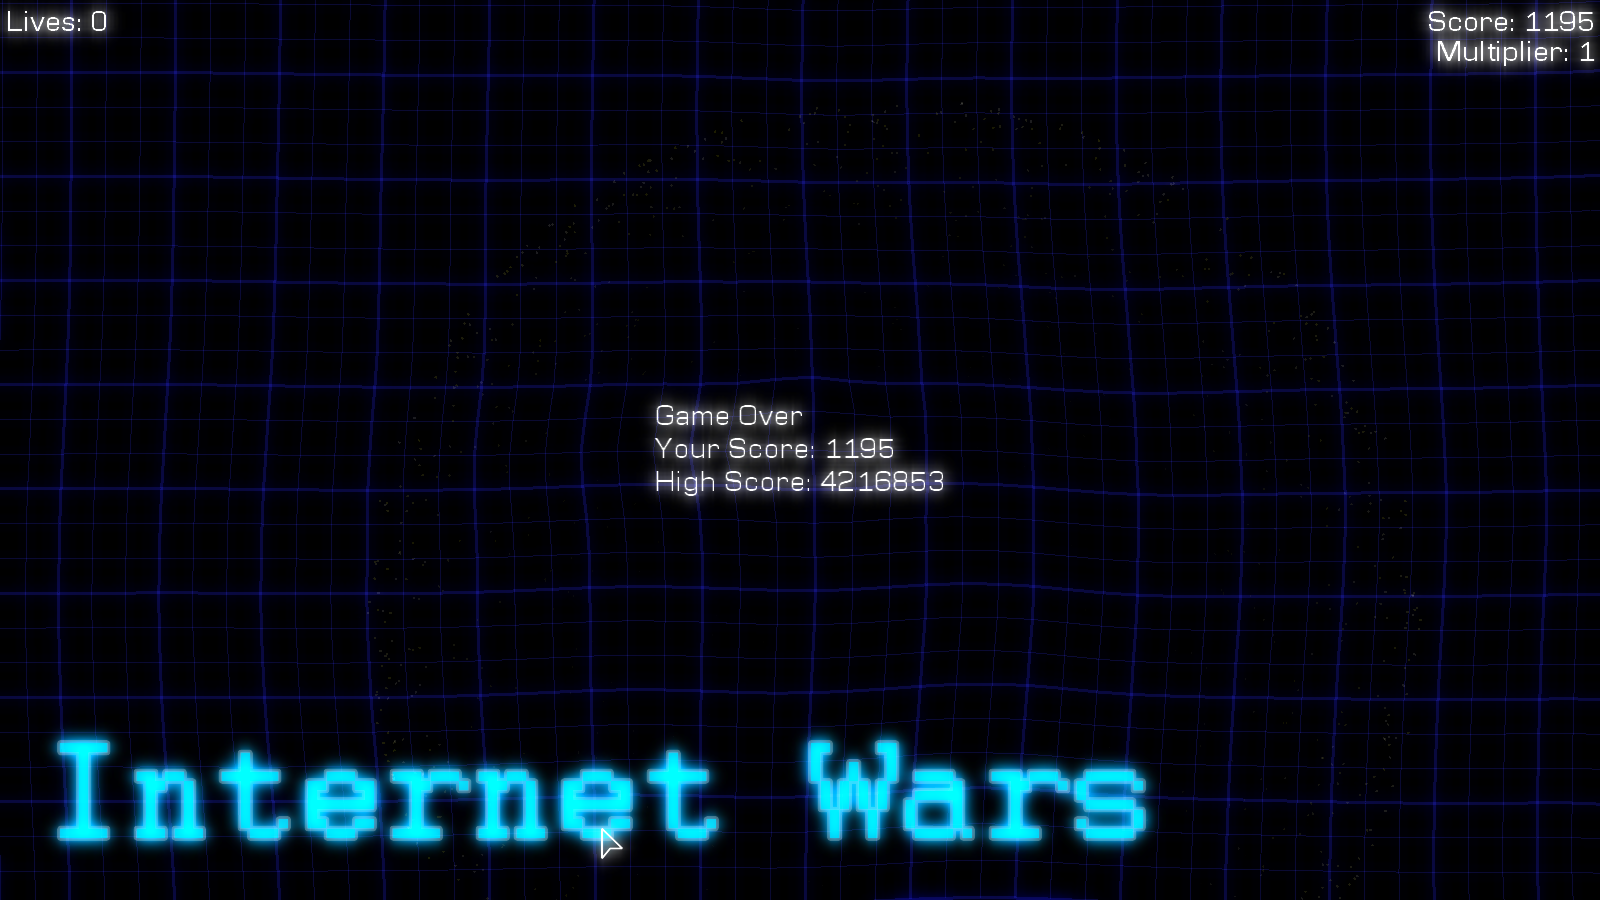 Lives: 0
Score: 1195
Multiplier: 1
Game Over
Your Score: 1195
High Score: 4216853
Internet Wars